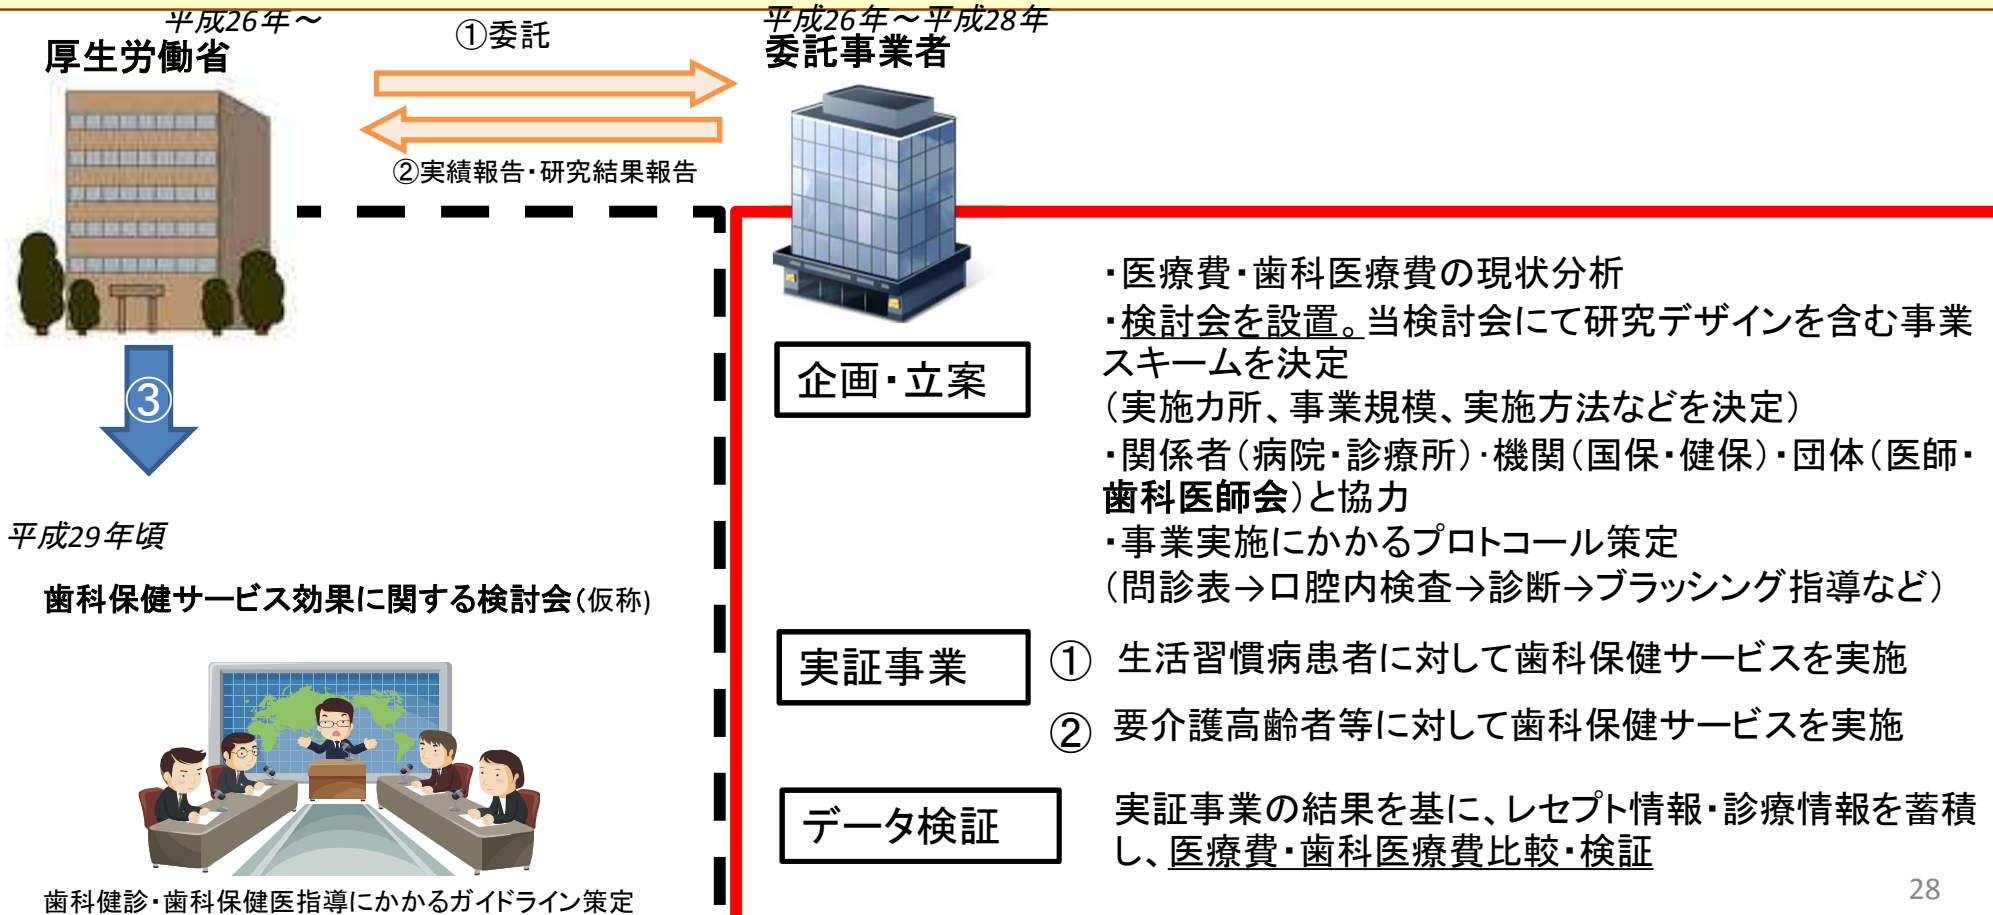 平成26年～
厚生労働省
①委託
②実績報告・研究結果報告
平成26年～平成28年
委託事業者
③
平成29年頃
歯科保健サービス効果に関する検討会（仮称）
歯科健診・歯科保健医指導にかかるガイドライン策定
企画・立案
・医療費・歯科医療費の現状分析
・検討会を設置。当検討会にて研究デザインを含む事業
スキームを決定
（実施カ所、事業規模、実施方法などを決定）
・関係者（病院・診療所）・機関（国保・健保）・団体（医師・
歯科医師会）と協力
・事業実施にかかるプロトコール策定
（問診表→口腔内検査→診断→ブラッシング指導など）
実証事業
① 生活習慣病患者に対して歯科保健サービスを実施
② 要介護高齢者等に対して歯科保健サービスを実施
データ検証
実証事業の結果を基に、レセプト情報・診療情報を蓄積
し、医療費・歯科医療費比較・検証
28